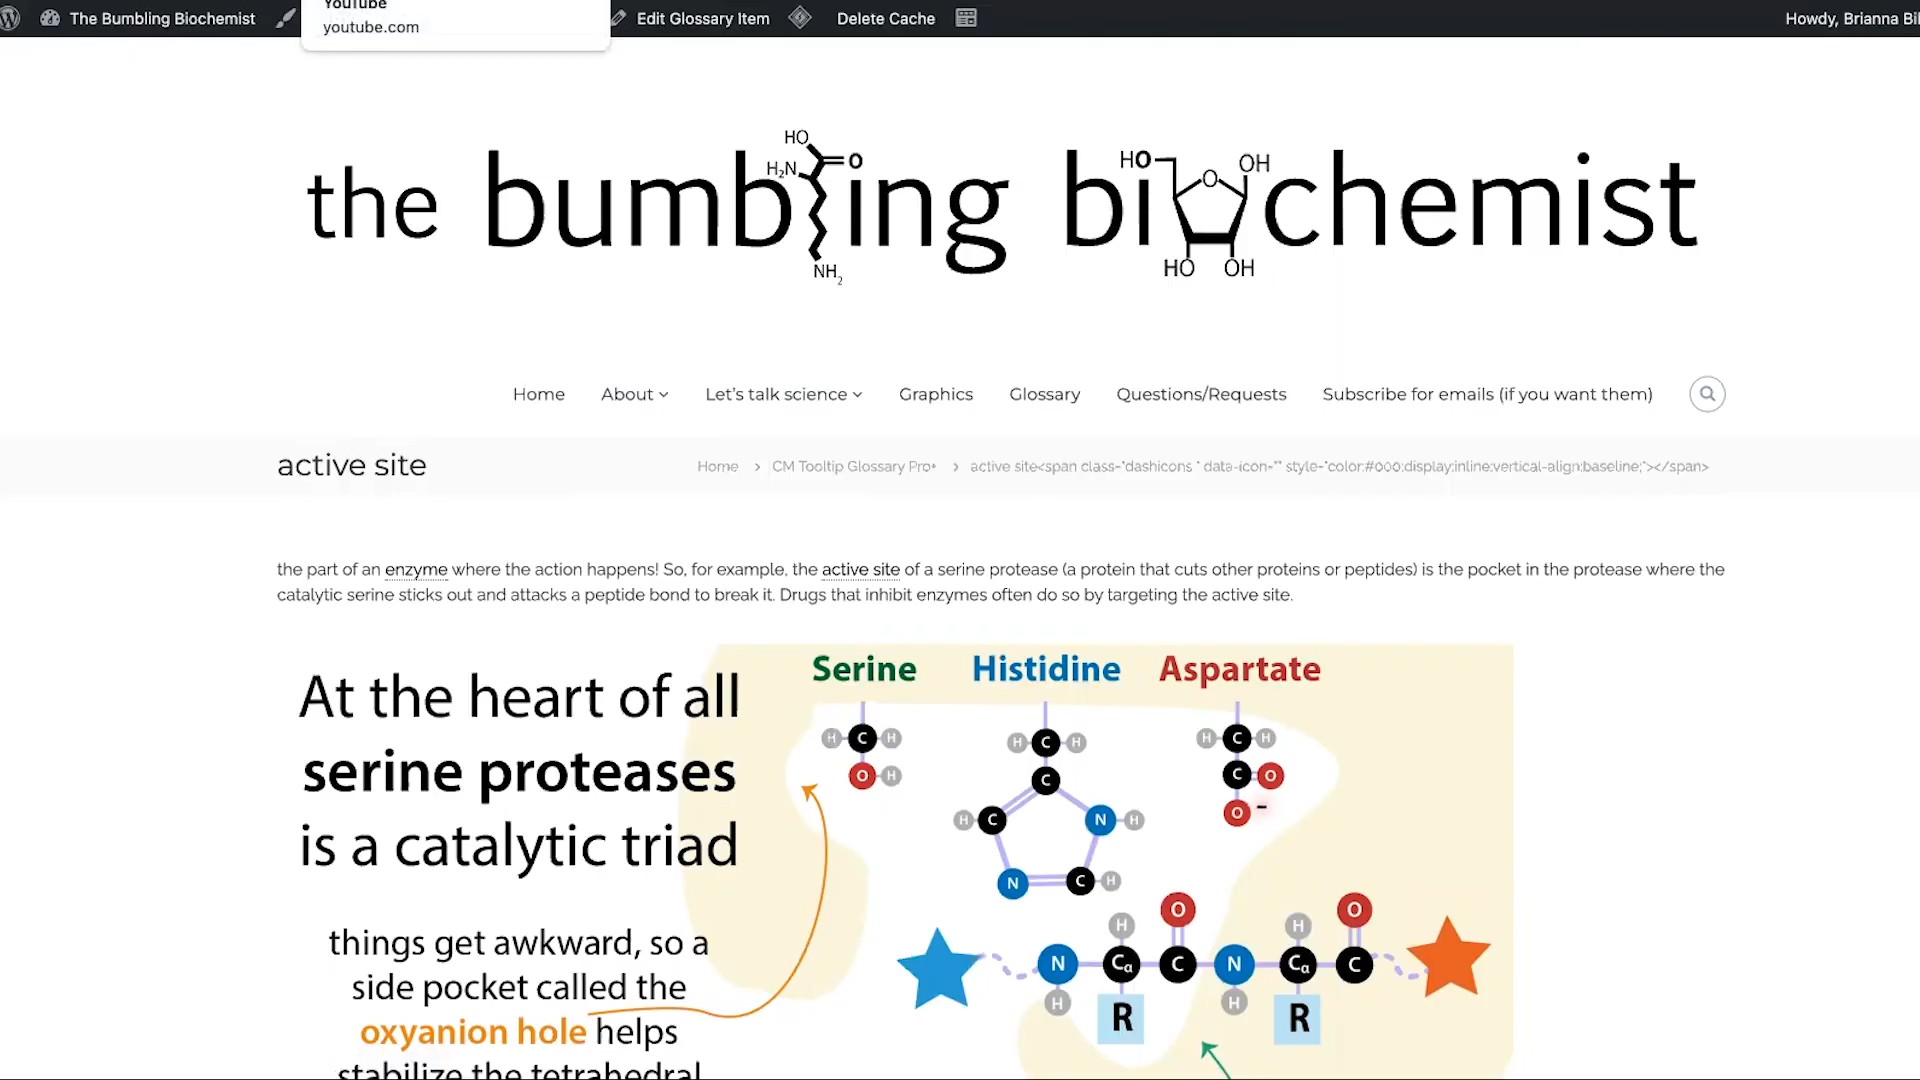 The Bumbling Biochemist
YouTube
youtube.com
Edit Glossary Item
Delete Cache
Howdy, Brianna Bi
the bumbling biochemist
HO
O
H₂N
NH₂
HO
O
OH
HO
OH
Home
About
Let's talk science
Graphics
Glossary
Questions/Requests
Subscribe for emails (if you want them)
active site
Home > CM Tooltip Glossary Pro+ > active site<span class="dashicons " data-icon="" style="color:#000;display:inline;vertical-align:baseline;"></span>
the part of an enzyme where the action happens! So, for example, the active site of a serine protease (a protein that cuts other proteins or peptides) is the pocket in the protease where the
catalytic serine sticks out and attacks a peptide bond to break it. Drugs that inhibit enzymes often do so by targeting the active site.
At the heart of all
serine proteases
is a catalytic triad
things get awkward, so a
side pocket called the
oxyanion hole helps
stabilize the tetrahedral
Serine
Histidine
Aspartate
H C H
H C H
H C H
O H
C
C O
H C
N H
O -
N
C H
H
O
H
O
N
Cα
C
N
Cα
C
H
R
H
R